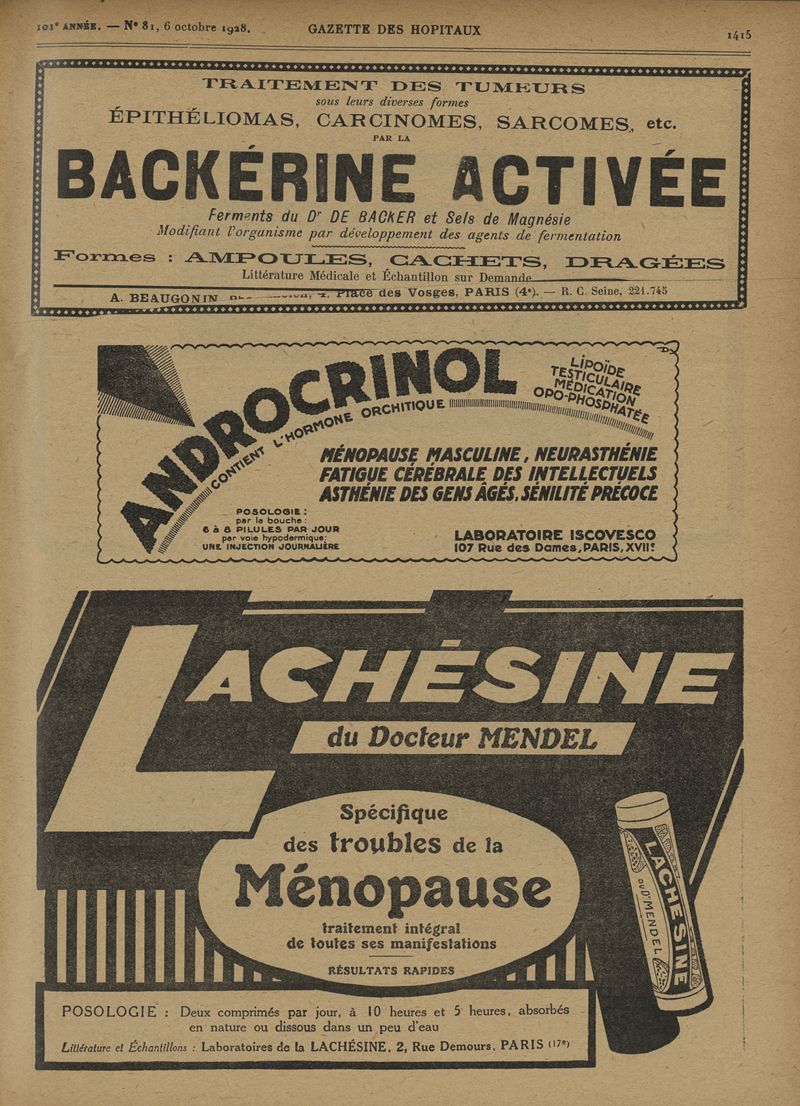 101e ANNÉE. — No 81, 6 octobre 1928. GAZETTE DES HOPITAUX 1415
TRAITEMENT DES TUMEURS
sous leurs diverses formes
ÉPITHÉLIOMAS, CARCINOMES, SARCOMES, etc.
PAR LA
BACKÉRINE ACTIVÉE
Ferments du Dr DE BACKER et Sels de Magnésie
Modifiant l'organisme par développement des agents de fermentation
Formes : AMPOULES, CACHETS, DRAGÉES
Littérature Médicale et Échantillon sur Demande
A. BEAUGONIN Place des Vosges, PARIS (4e). — R. C. Seine, 221.745
ANDROCRINOL
CONTIENT L'HORMONE ORCHITIQUE
LIPOÏDE
TESTICULAIRE
MÉDICATION
OPO-PHOSPHATÉE
MÉNOPAUSE MASCULINE, NEURASTHÉNIE
FATIGUE CÉRÉBRALE DES INTELLECTUELS
ASTHÉNIE DES GENS ÂGÉS, SÉNILITÉ PRÉCOCE
POSOLOGIE :
par la bouche :
6 à 8 PILULES PAR JOUR
par voie hypodermique:
UNE INJECTION JOURNALIÈRE
LABORATOIRE ISCOVESCO
107 Rue des Dames, PARIS, XVIIe
LACHÉSINE
du Docteur MENDEL
Spécifique
des troubles de la
Ménopause
traitement intégral
de toutes ses manifestations
RÉSULTATS RAPIDES
LACHESINE
DU Dr MENDEL
POSOLOGIE : Deux comprimés par jour, à 10 heures et 5 heures, absorbés
en nature ou dissous dans un peu d'eau
Littérature et Échantillons : Laboratoires de la LACHÉSINE, 2, Rue Demours, PARIS (17e)